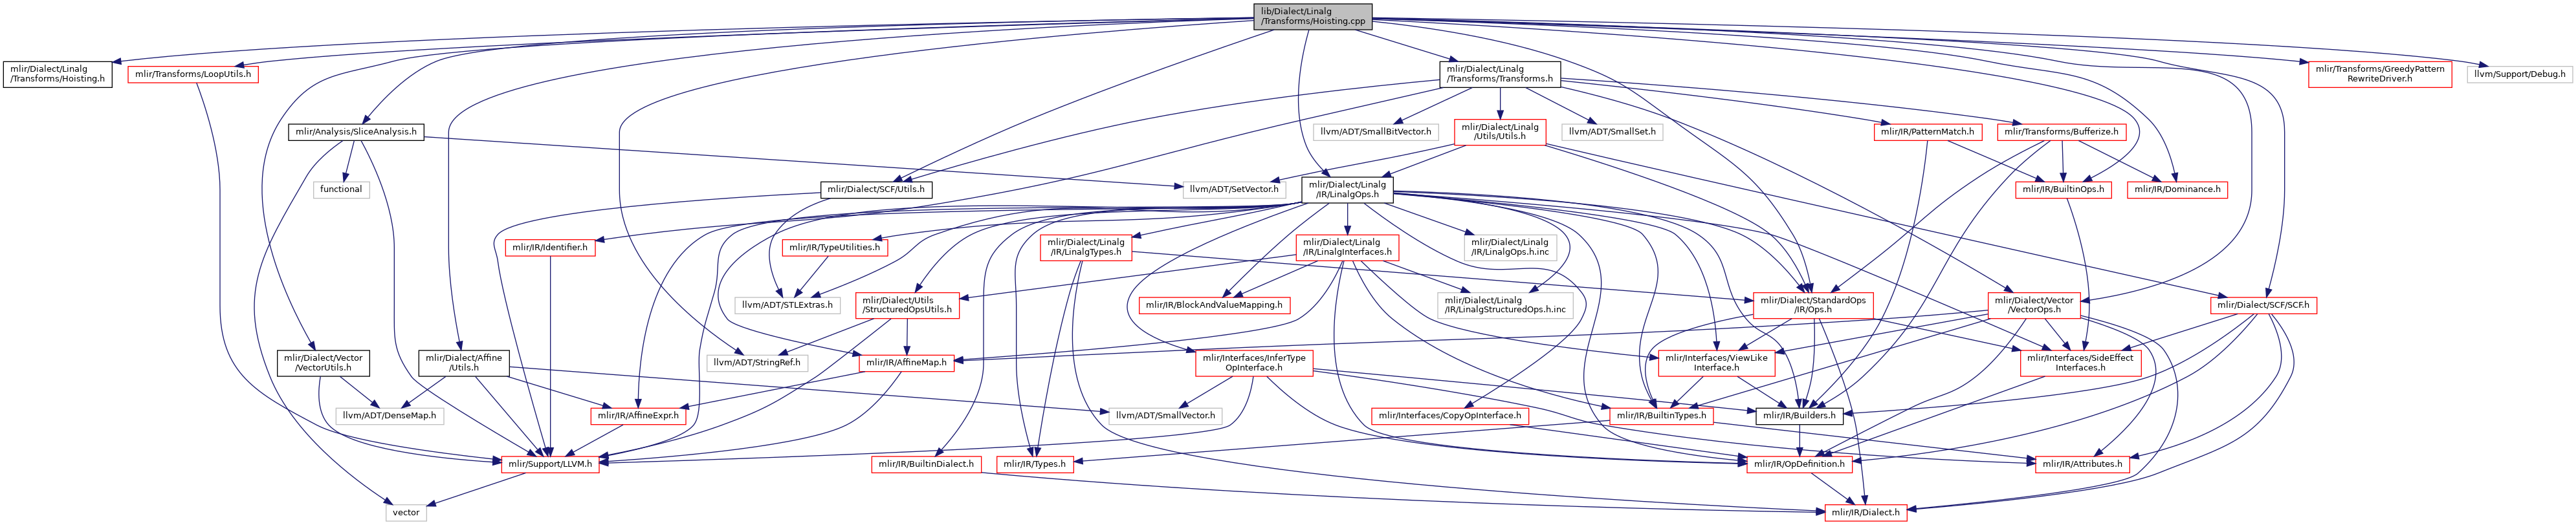 lib/Dialect/Linalg
/Transforms/Hoisting.cpp
mlir/Dialect/Linalg
/Transforms/Hoisting.h
mlir/Transforms/LoopUtils.h
mlir/Dialect/Linalg
/Transforms/Transforms.h
mlir/Transforms/GreedyPattern
RewriteDriver.h
llvm/Support/Debug.h
mlir/Analysis/SliceAnalysis.h
llvm/ADT/SmallBitVector.h
mlir/Dialect/Linalg
/Utils/Utils.h
llvm/ADT/SmallSet.h
mlir/IR/PatternMatch.h
mlir/Transforms/Bufferize.h
functional
mlir/Dialect/SCF/Utils.h
llvm/ADT/SetVector.h
mlir/Dialect/Linalg
/IR/LinalgOps.h
mlir/IR/BuiltinOps.h
mlir/IR/Dominance.h
mlir/IR/Identifier.h
mlir/IR/TypeUtilities.h
mlir/Dialect/Linalg
/IR/LinalgTypes.h
mlir/Dialect/Linalg
/IR/LinalgInterfaces.h
mlir/Dialect/Linalg
/IR/LinalgOps.h.inc
llvm/ADT/STLExtras.h
mlir/Dialect/Utils
/StructuredOpsUtils.h
mlir/IR/BlockAndValueMapping.h
mlir/Dialect/Linalg
/IR/LinalgStructuredOps.h.inc
mlir/Dialect/StandardOps
/IR/Ops.h
mlir/Dialect/Vector
/VectorOps.h
mlir/Dialect/SCF/SCF.h
mlir/Dialect/Vector
/VectorUtils.h
mlir/Dialect/Affine
/Utils.h
llvm/ADT/StringRef.h
mlir/IR/AffineMap.h
mlir/Interfaces/InferType
OpInterface.h
mlir/Interfaces/ViewLike
Interface.h
mlir/Interfaces/SideEffect
Interfaces.h
llvm/ADT/DenseMap.h
mlir/IR/AffineExpr.h
llvm/ADT/SmallVector.h
mlir/Interfaces/CopyOpInterface.h
mlir/IR/BuiltinTypes.h
mlir/IR/Builders.h
mlir/Support/LLVM.h
mlir/IR/BuiltinDialect.h
mlir/IR/Types.h
mlir/IR/OpDefinition.h
mlir/IR/Attributes.h
vector
mlir/IR/Dialect.h